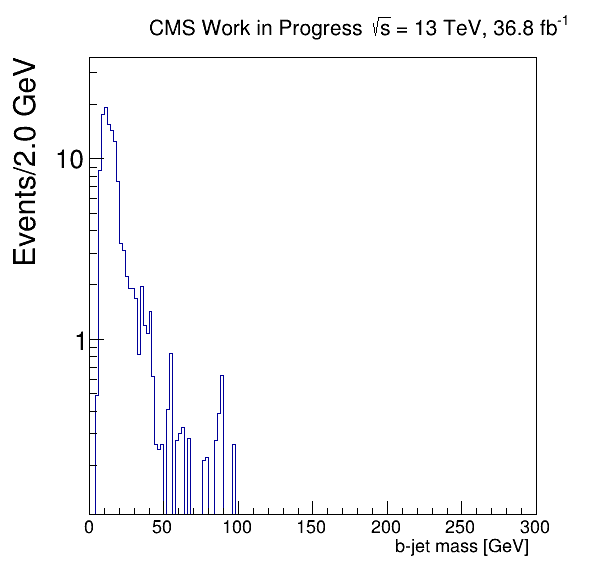 CMS Work in Progress √s = 13 TeV, 36.8 fb⁻¹
Events/2.0 GeV
10
1
0 50 100 150 200 250 300
b-jet mass [GeV]